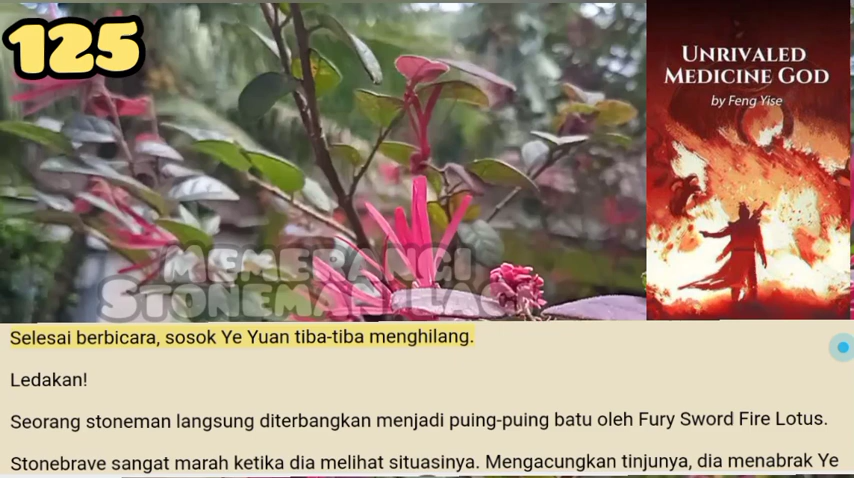 125
UNRIVALED
MEDICINE GOD
by Feng Yise
MEMERANGI
Selesai berbicara, sosok Ye Yuan tiba-tiba menghilang.
Ledakan!
Seorang stoneman langsung diterbangkan menjadi puing-puing batu oleh Fury Sword Fire Lotus.
Stonebrave sangat marah ketika dia melihat situasinya. Mengacungkan tinjunya, dia menabrak Ye